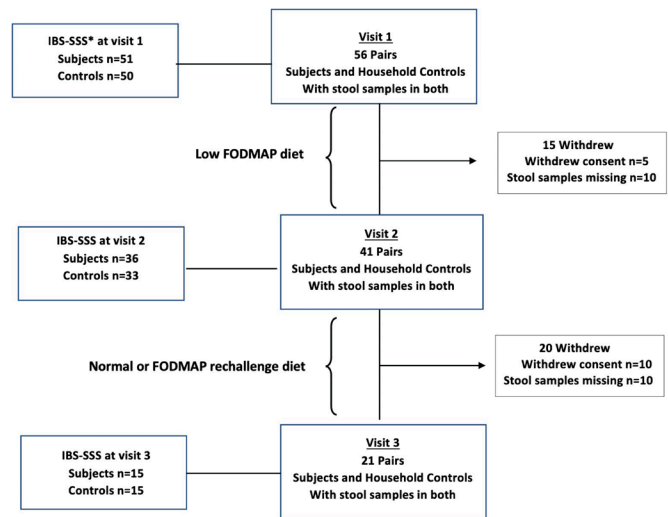 IBS-SSS* at visit 1
Subjects n=51
Controls n=50
Visit 1
56 Pairs
Subjects and Household Controls
With stool samples in both
Low FODMAP diet
15 Withdrew
Withdrew consent n=5
Stool samples missing n=10
IBS-SSS at visit 2
Subjects n=36
Controls n=33
Visit 2
41 Pairs
Subjects and Household Controls
With stool samples in both
Normal or FODMAP rechallenge diet
20 Withdrew
Withdrew consent n=10
Stool samples missing n=10
IBS-SSS at visit 3
Subjects n=15
Controls n=15
Visit 3
21 Pairs
Subjects and Household Controls
With stool samples in both